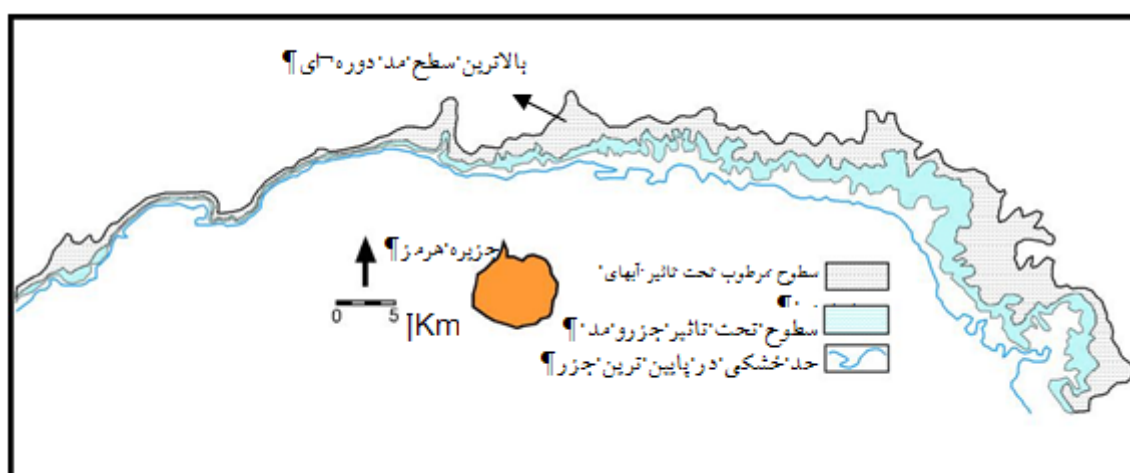 بالاترین سطح مد دوره¬ای¶
جزیره هرمز¶
0 5 Km
سطوح مرطوب تحت تاثیر آبهای
سطوح تحت تاثیر جزرو مد ¶
حد خشکی در پایین ترین جزر¶